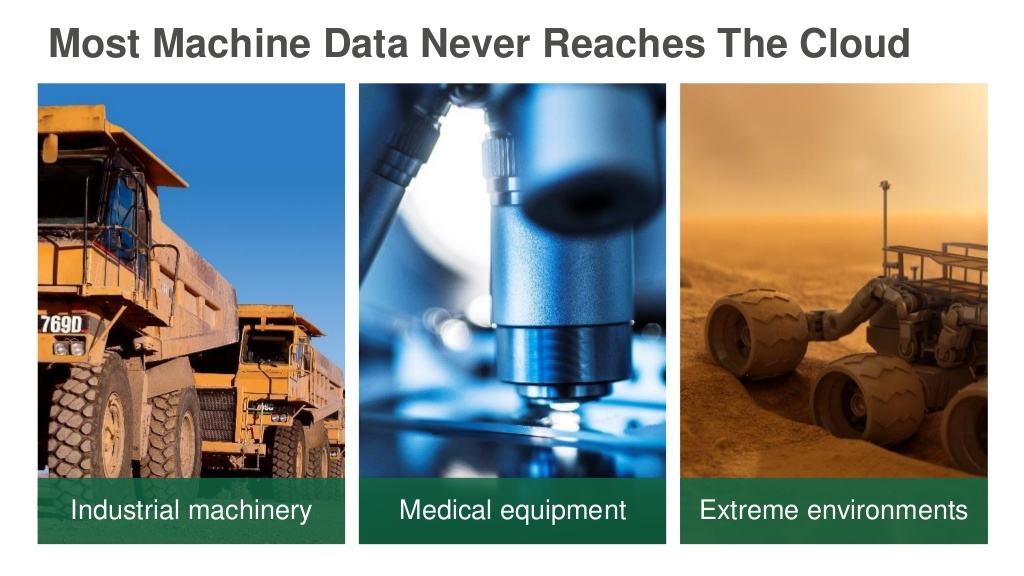 Most Machine Data Never Reaches The Cloud
769D
Industrial machinery
Medical equipment
Extreme environments